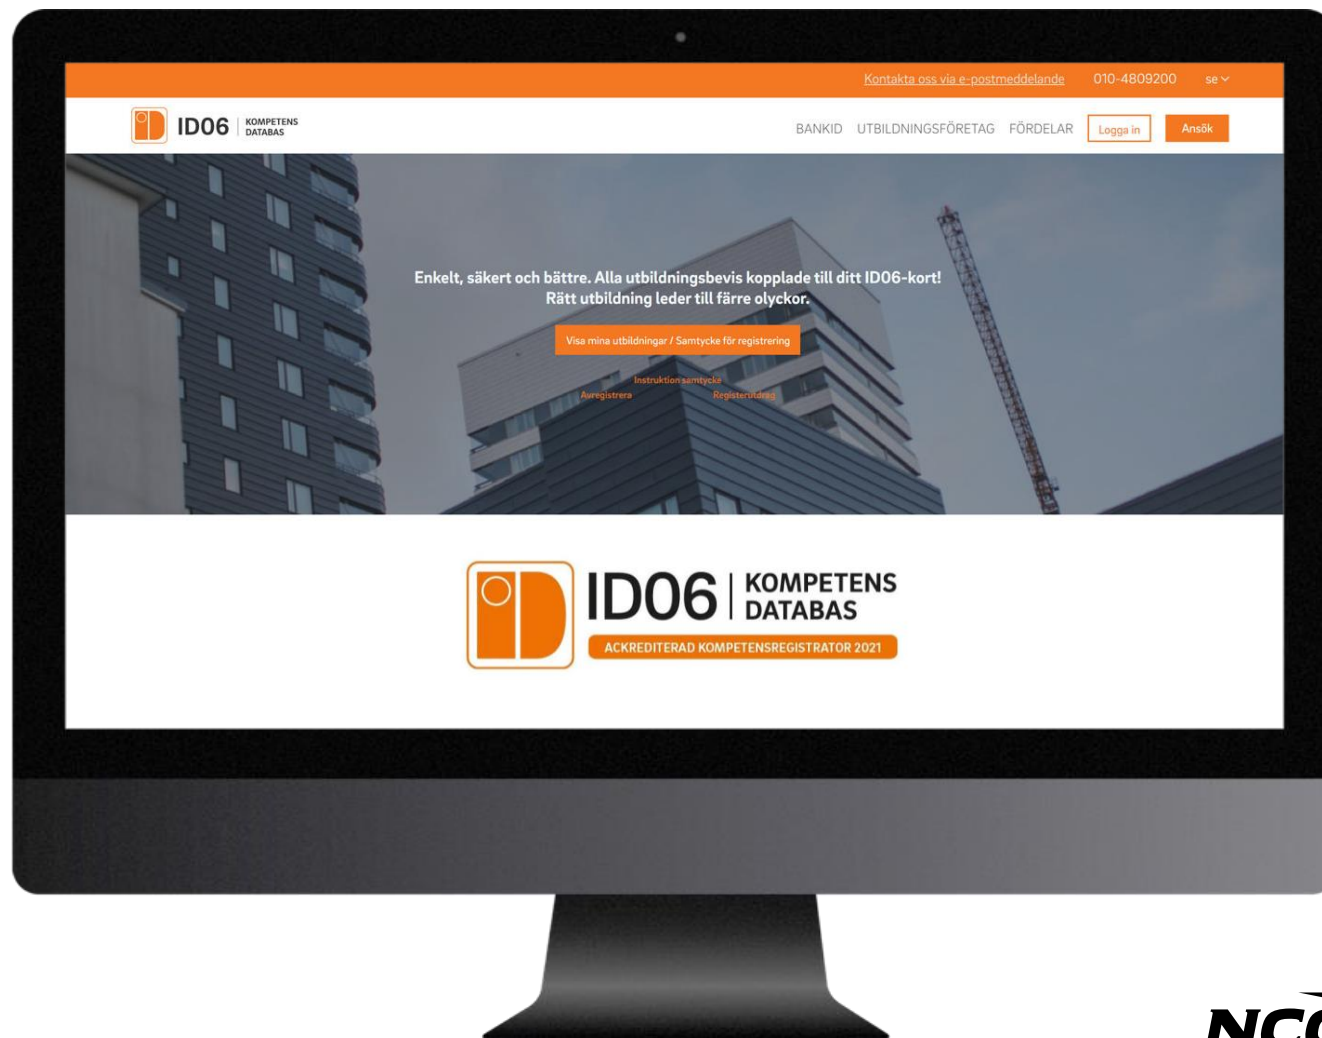 Kontakta oss via e-postmeddelande 010-4809200 se
ID06 KOMPETENS DATABAS
BANKID UTBILDNINGSFÖRETAG FÖRDELAR Logga in Ansök
Enkelt, säkert och bättre. Alla utbildningsbevis kopplade till ditt ID06-kort!
Rätt utbildning leder till färre olyckor.
Visa mina utbildningar / Samtycke för registrering
Instruktion samtycke
Avregistrera Registerutdrag
ID06 KOMPETENS
DATABAS
ACKREDITERAD KOMPETENSREGISTRATOR 2021